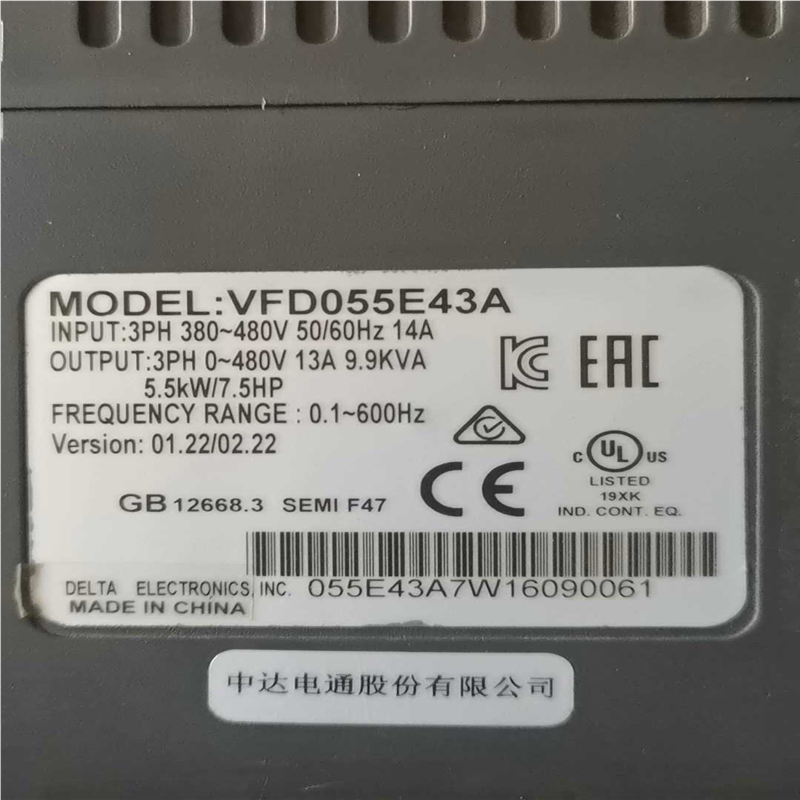 MODEL:VFD055E43A
INPUT:3PH 380~480V 50/60Hz 14A
OUTPUT:3PH 0~480V 13A 9.9KVA
5.5kW/7.5HP
FREQUENCY RANGE : 0.1~600Hz
Version: 01.22/02.22
EAC
c UL US
LISTED
19XK
IND. CONT. EQ.
GB 12668.3 SEMI F47
CE
DELTA ELECTRONICS, INC. 055E43A7W16090061
MADE IN CHINA
中达电通股份有限公司